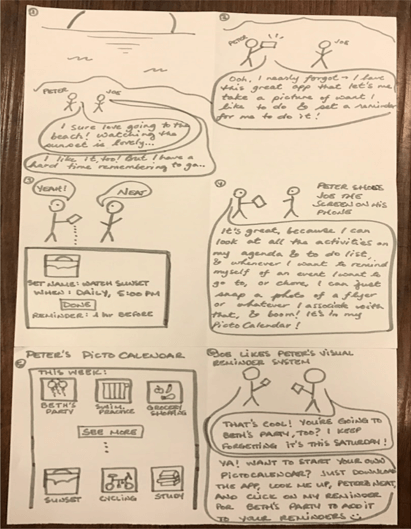 1
PETER
JOE
I sure love going to the
beach! Watching the
sunset is lovely...
I like it, too! But I have a
hard time remembering to go...
2
PETER
JOE
Ooh, I nearly forgot - I have
this great app that let's me
take a picture of want I
like to do & set a reminder
for me to do it!
3
YEAH!
NEAT
SET NAME: WATCH SUNSET
WHEN: DAILY, 5:00 PM
DONE
REMINDER: 1 hr BEFORE
4
PETER SHOWS
JOE THE
SCREEN ON HIS
PHONE
It's great, because I can
look at all the activities on
my agenda & to do list,
& whenever I want to remind
myself of an event I want to
go to, or chore, I can just
snap a photo of a flyer
or whatever I associate with
that, & boom! It's in my
Picto Calendar!
5
PETER'S PICTO CALENDAR
THIS WEEK:
BETH'S
PARTY
SWIM
PRACTICE
GROCERY
SHOPPING
SEE MORE
SUNSET
CYCLING
STUDY
JOE LIKES PETER'S VISUAL
REMINDER SYSTEM
THAT'S COOL! YOU'RE GOING TO
BETH'S PARTY, TOO? I KEEP
FORGETTING IT'S THIS SATURDAY!
YA! WANT TO START YOUR OWN
PICTOCALENDAR? JUST DOWNLOAD
THE APP, LOOK ME UP, PETER NEAT,
AND CLICK ON MY REMINDER
FOR BETH'S PARTY TO ADD IT
TO YOUR REMINDERS